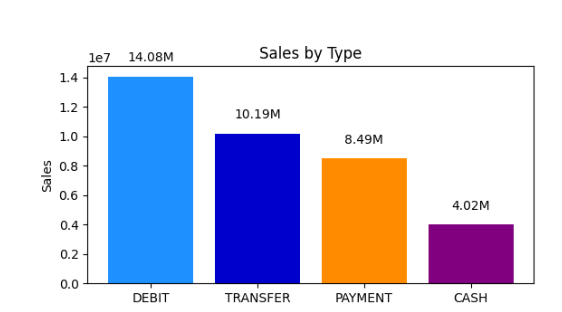 Sales by Type
1e7
14.08M
10.19M
8.49M
4.02M
1.4
1.2
1.0
0.8
0.6
0.4
0.2
0.0
Sales
DEBIT TRANSFER PAYMENT CASH